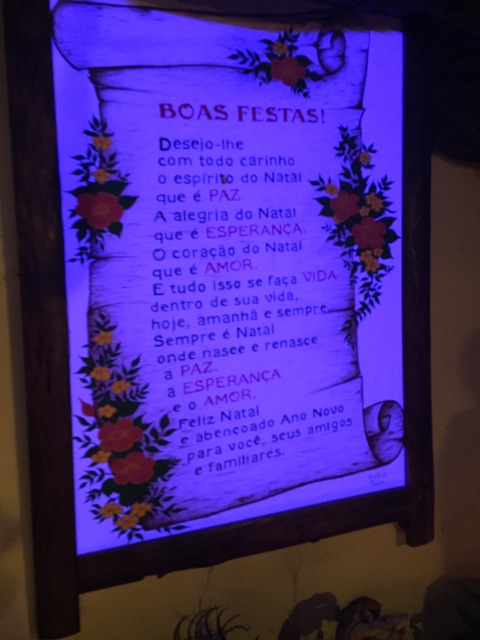 BOAS FESTAS!
Desejo-lhe
com todo carinho
o espírito do Natal
que é PAZ.
A alegria do Natal
que é ESPERANÇA.
O coração do Natal
que é AMOR.
E tudo isso se faça VIDA
dentro de sua vida,
hoje, amanhã e sempre...
Sempre é Natal
onde nasce e renasce
a PAZ.
a ESPERANÇA
e o AMOR.
Feliz Natal
e abençoado Ano Novo
para você, seus amigos
e familiares.